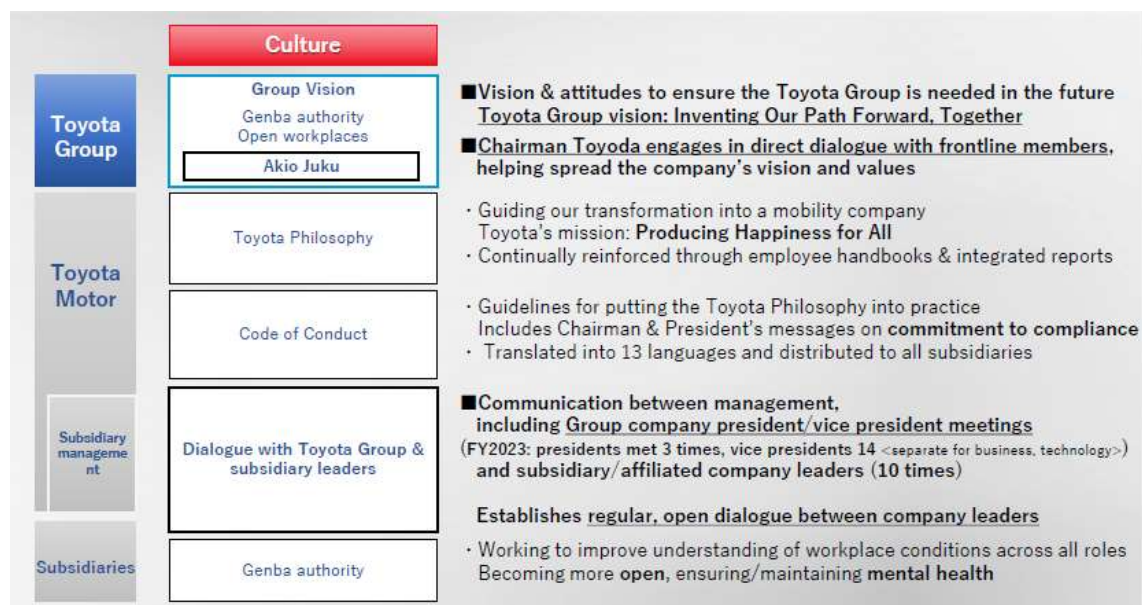 Culture
Toyota
Group
Group Vision
Genba authority
Open workplaces
Akio Juku
■Vision & attitudes to ensure the Toyota Group is needed in the future
Toyota Group vision: Inventing Our Path Forward, Together
■Chairman Toyoda engages in direct dialogue with frontline members,
helping spread the company's vision and values
Toyota
Motor
Toyota Philosophy
・Guiding our transformation into a mobility company
Toyota's mission: Producing Happiness for All
・Continually reinforced through employee handbooks & integrated reports
Code of Conduct
・Guidelines for putting the Toyota Philosophy into practice
Includes Chairman & President's messages on commitment to compliance
・ Translated into 13 languages and distributed to all subsidiaries
Subsidiary
manageme
nt
Dialogue with Toyota Group &
subsidiary leaders
■Communication between management,
including Group company president/vice president meetings
(FY2023: presidents met 3 times, vice presidents 14 <separate for business, technology>)
and subsidiary/affiliated company leaders (10 times)
Establishes regular, open dialogue between company leaders
Subsidiaries
Genba authority
・Working to improve understanding of workplace conditions across all roles
Becoming more open, ensuring/maintaining mental health